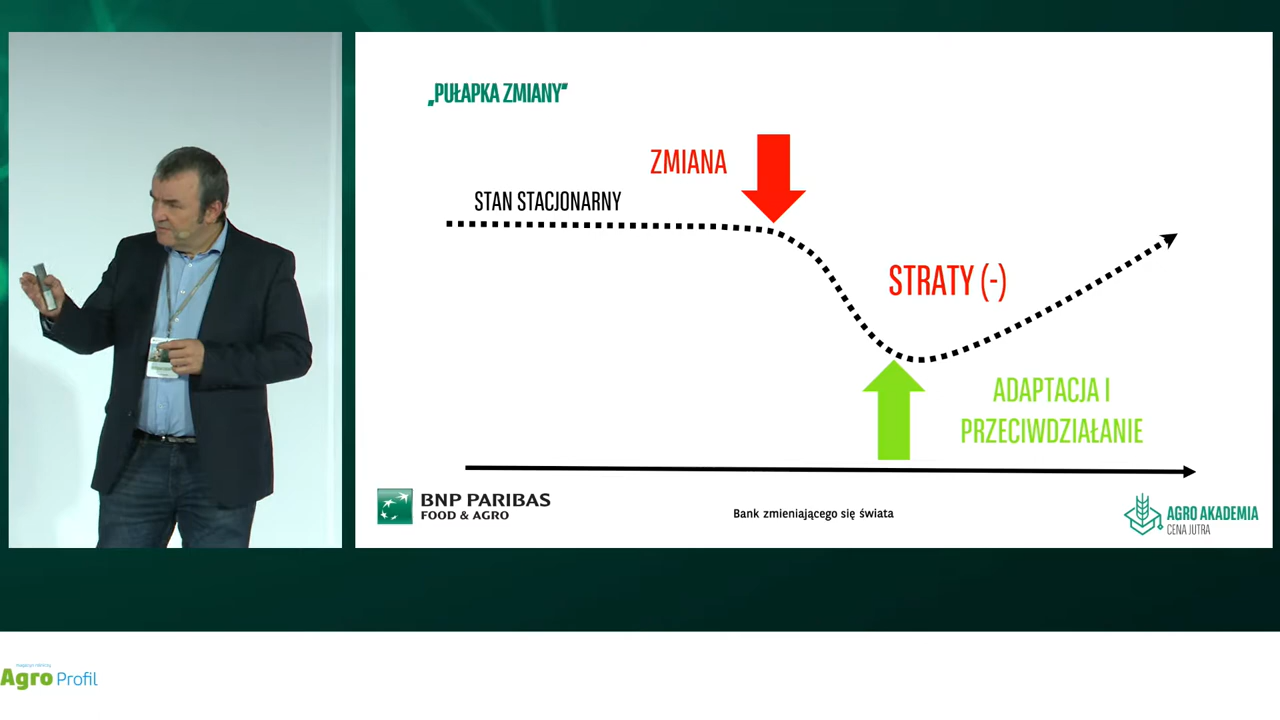 „PUŁAPKA ZMIANY"
ZMIANA
STAN STACJONARNY
STRATY (-)
ADAPTACJA I
PRZECIWDZIAŁANIE
BNP PARIBAS
FOOD & AGRO
Bank zmieniającego się świata
AGRO AKADEMIA
CENA JUTRA
Agro Profil